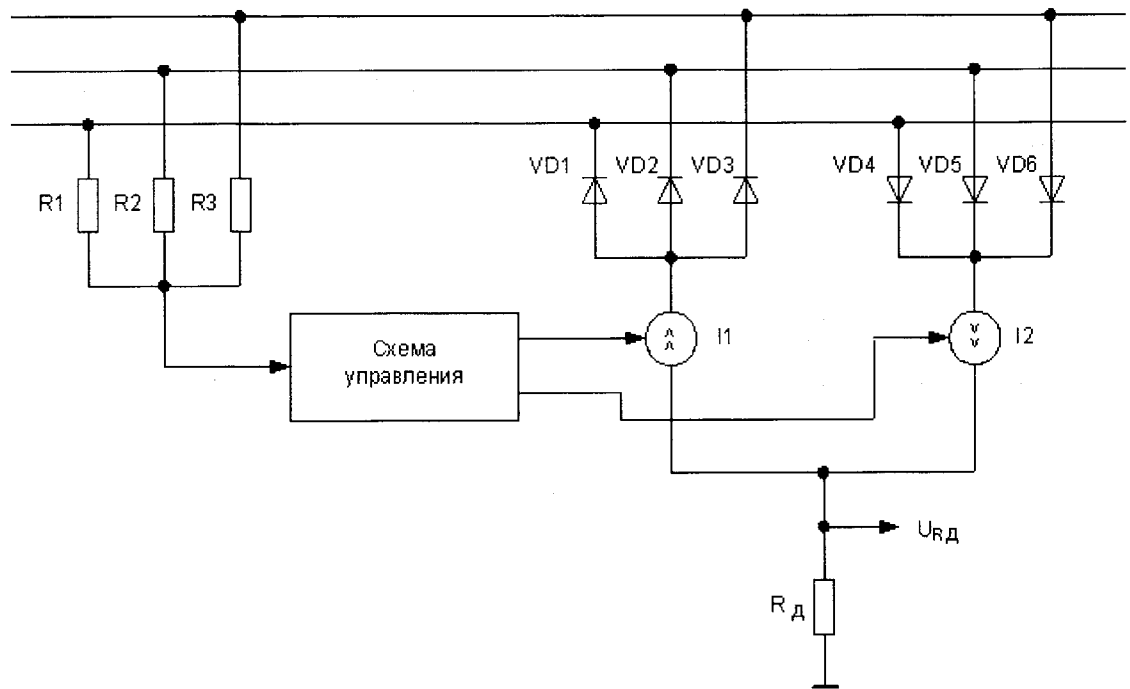 VD1 VD2 VD3 VD4 VD5 VD6
R1 R2 R3
I1 I2
Схема
управления
URД
RД